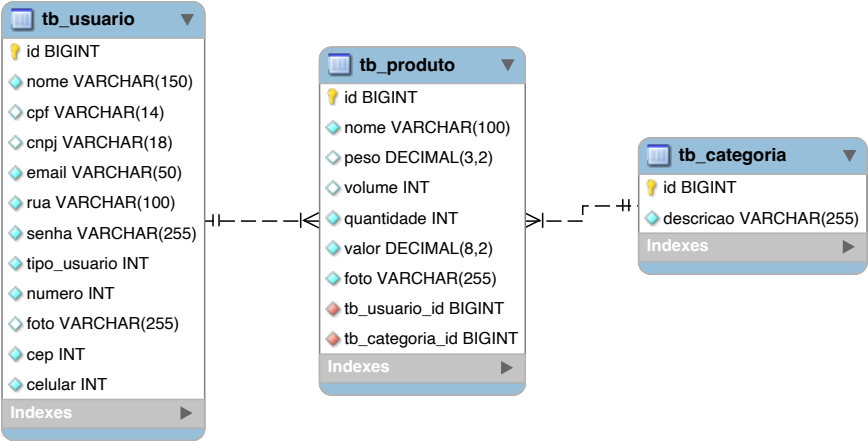 tb_usuario
id BIGINT
nome VARCHAR(150)
cpf VARCHAR(14)
cnpj VARCHAR(18)
email VARCHAR(50)
rua VARCHAR(100)
senha VARCHAR(255)
tipo_usuario INT
numero INT
foto VARCHAR(255)
cep INT
celular INT
Indexes
tb_produto
id BIGINT
nome VARCHAR(100)
peso DECIMAL(3,2)
volume INT
quantidade INT
valor DECIMAL(8,2)
foto VARCHAR(255)
tb_usuario_id BIGINT
tb_categoria_id BIGINT
Indexes
tb_categoria
id BIGINT
descricao VARCHAR(255)
Indexes